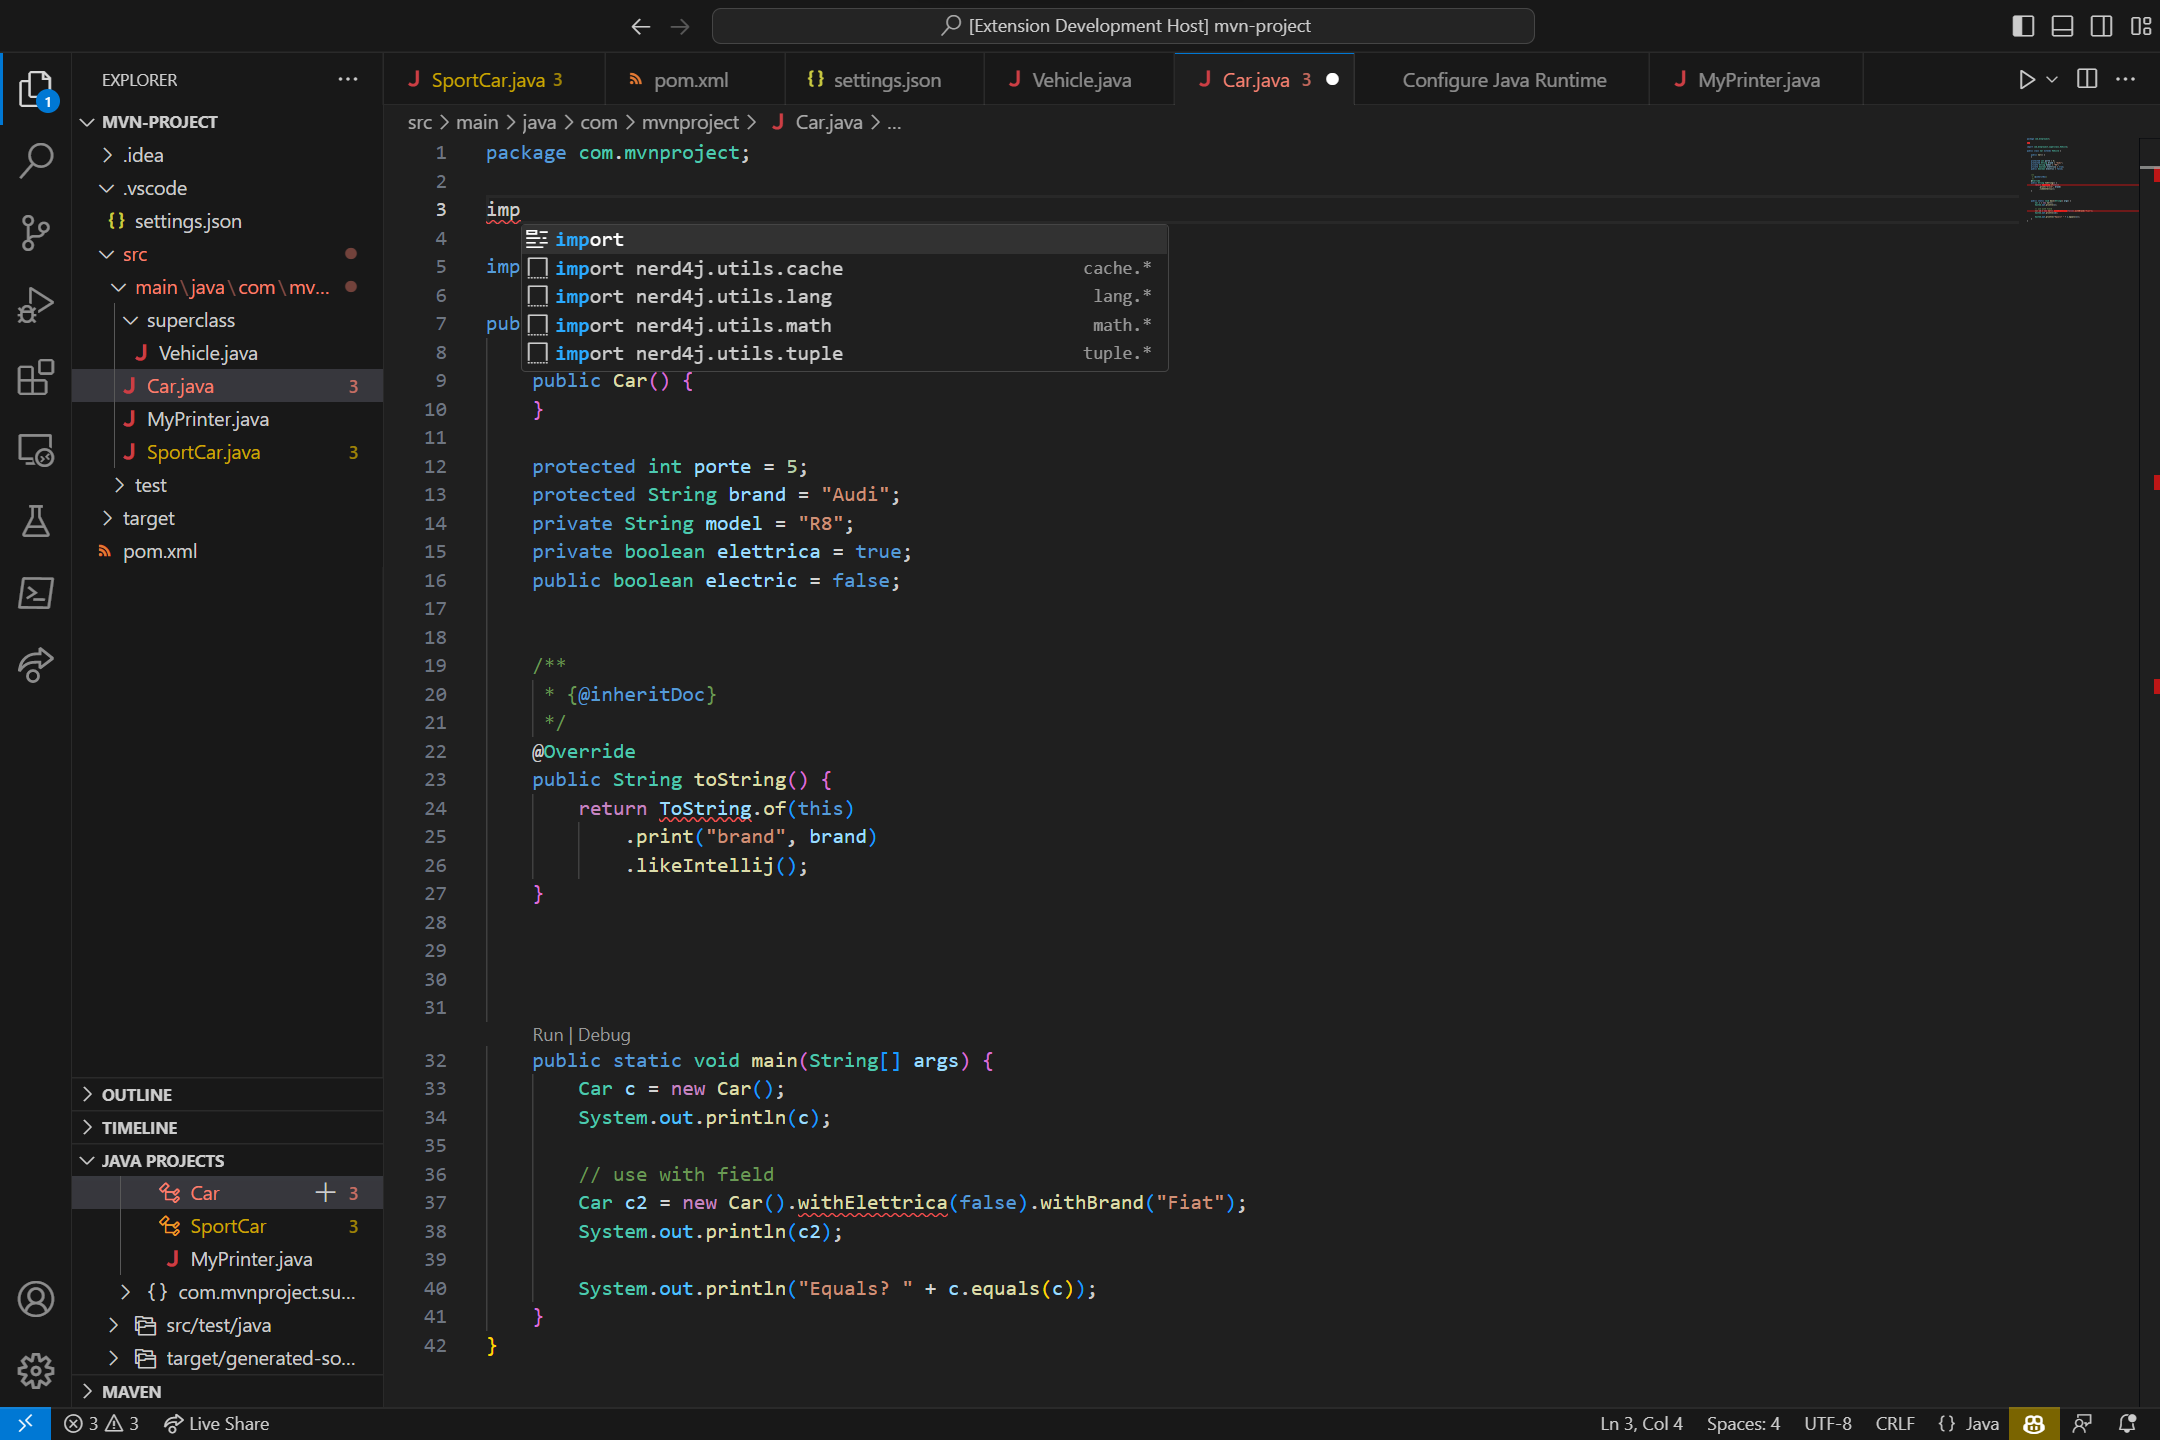 [Extension Development Host] mvn-project
1
EXPLORER
MVN-PROJECT
.idea
.vscode
{} settings.json
src
main\java\com\mv...
superclass
J Vehicle.java
J Car.java 3
J MyPrinter.java
J SportCar.java 3
test
target
pom.xml
OUTLINE
TIMELINE
JAVA PROJECTS
Car 3
SportCar 3
J MyPrinter.java
{} com.mvnproject.su...
src/test/java
target/generated-so...
MAVEN
J SportCar.java 3
pom.xml
{} settings.json
J Vehicle.java
J Car.java 3
Configure Java Runtime
J MyPrinter.java
src > main > java > com > mvnproject > J Car.java > ...
1 package com.mvnproject;
2
3 imp
4
import
5 imp
import nerd4j.utils.cache cache.*
6
import nerd4j.utils.lang lang.*
7 pub
import nerd4j.utils.math math.*
8
import nerd4j.utils.tuple tuple.*
9 public Car() {
10 }
11
12 protected int porte = 5;
13 protected String brand = "Audi";
14 private String model = "R8";
15 private boolean elettrica = true;
16 public boolean electric = false;
17
18
19 /**
20 * {@inheritDoc}
21 */
22 @Override
23 public String toString() {
24 return ToString.of(this)
25 .print("brand", brand)
26 .likeIntellij();
27 }
28
29
30
31
Run | Debug
32 public static void main(String[] args) {
33 Car c = new Car();
34 System.out.println(c);
35
36 // use with field
37 Car c2 = new Car().withElettrica(false).withBrand("Fiat");
38 System.out.println(c2);
39
40 System.out.println("Equals? " + c.equals(c));
41 }
42 }
3 3 Live Share
Ln 3, Col 4 Spaces: 4 UTF-8 CRLF {} Java